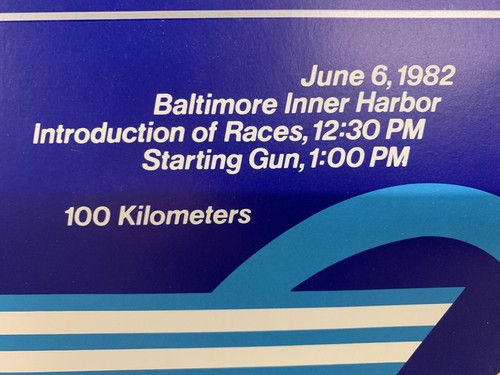 June 6, 1982
Baltimore Inner Harbor
Introduction of Races, 12:30 PM
Starting Gun, 1:00 PM
100 Kilometers